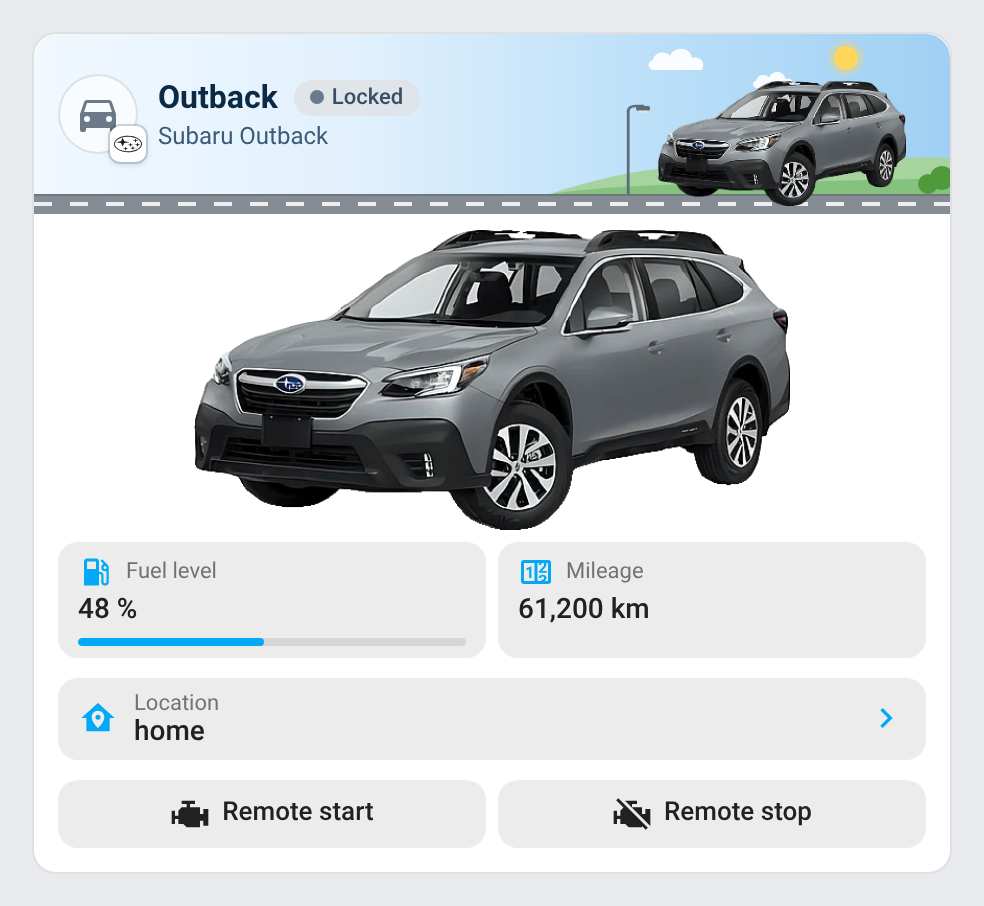 Outback
Locked
Subaru Outback
Fuel level
48 %
Mileage
61,200 km
Location
home
Remote start
Remote stop